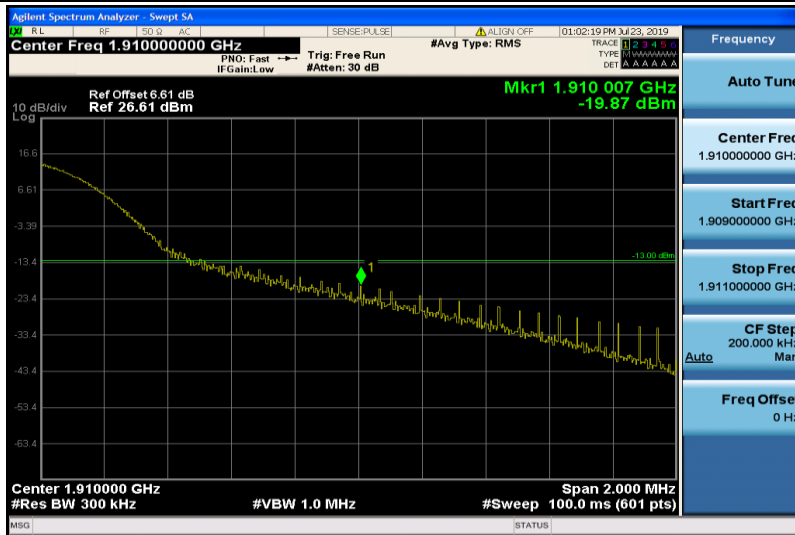 Agilent Spectrum Analyzer - Swept SA
LXI RL RF 50 Ω AC SENSE:PULSE ALIGN OFF 01:02:19 PM Jul 23, 2019
Center Freq 1.910000000 GHz
PNO: Fast
IFGain:Low
Trig: Free Run
#Atten: 30 dB
#Avg Type: RMS
TRACE 1 2 3 4 5 6
TYPE M W W W W W
DET A A A A A A
Mkr1 1.910 007 GHz
-19.87 dBm
Ref Offset 6.61 dB
Ref 26.61 dBm
10 dB/div
Log
16.6
6.61
-3.39
-13.4
-23.4
-33.4
-43.4
-53.4
-63.4
1
-13.00 dBm
Center 1.910000 GHz
Span 2.000 MHz
#Res BW 300 kHz
#VBW 1.0 MHz
#Sweep 100.0 ms (601 pts)
MSG
STATUS
Frequency
Auto Tune
Center Freq
1.910000000 GHz
Start Freq
1.909000000 GHz
Stop Freq
1.911000000 GHz
CF Step
200.000 kHz
Auto Man
Freq Offset
0 Hz